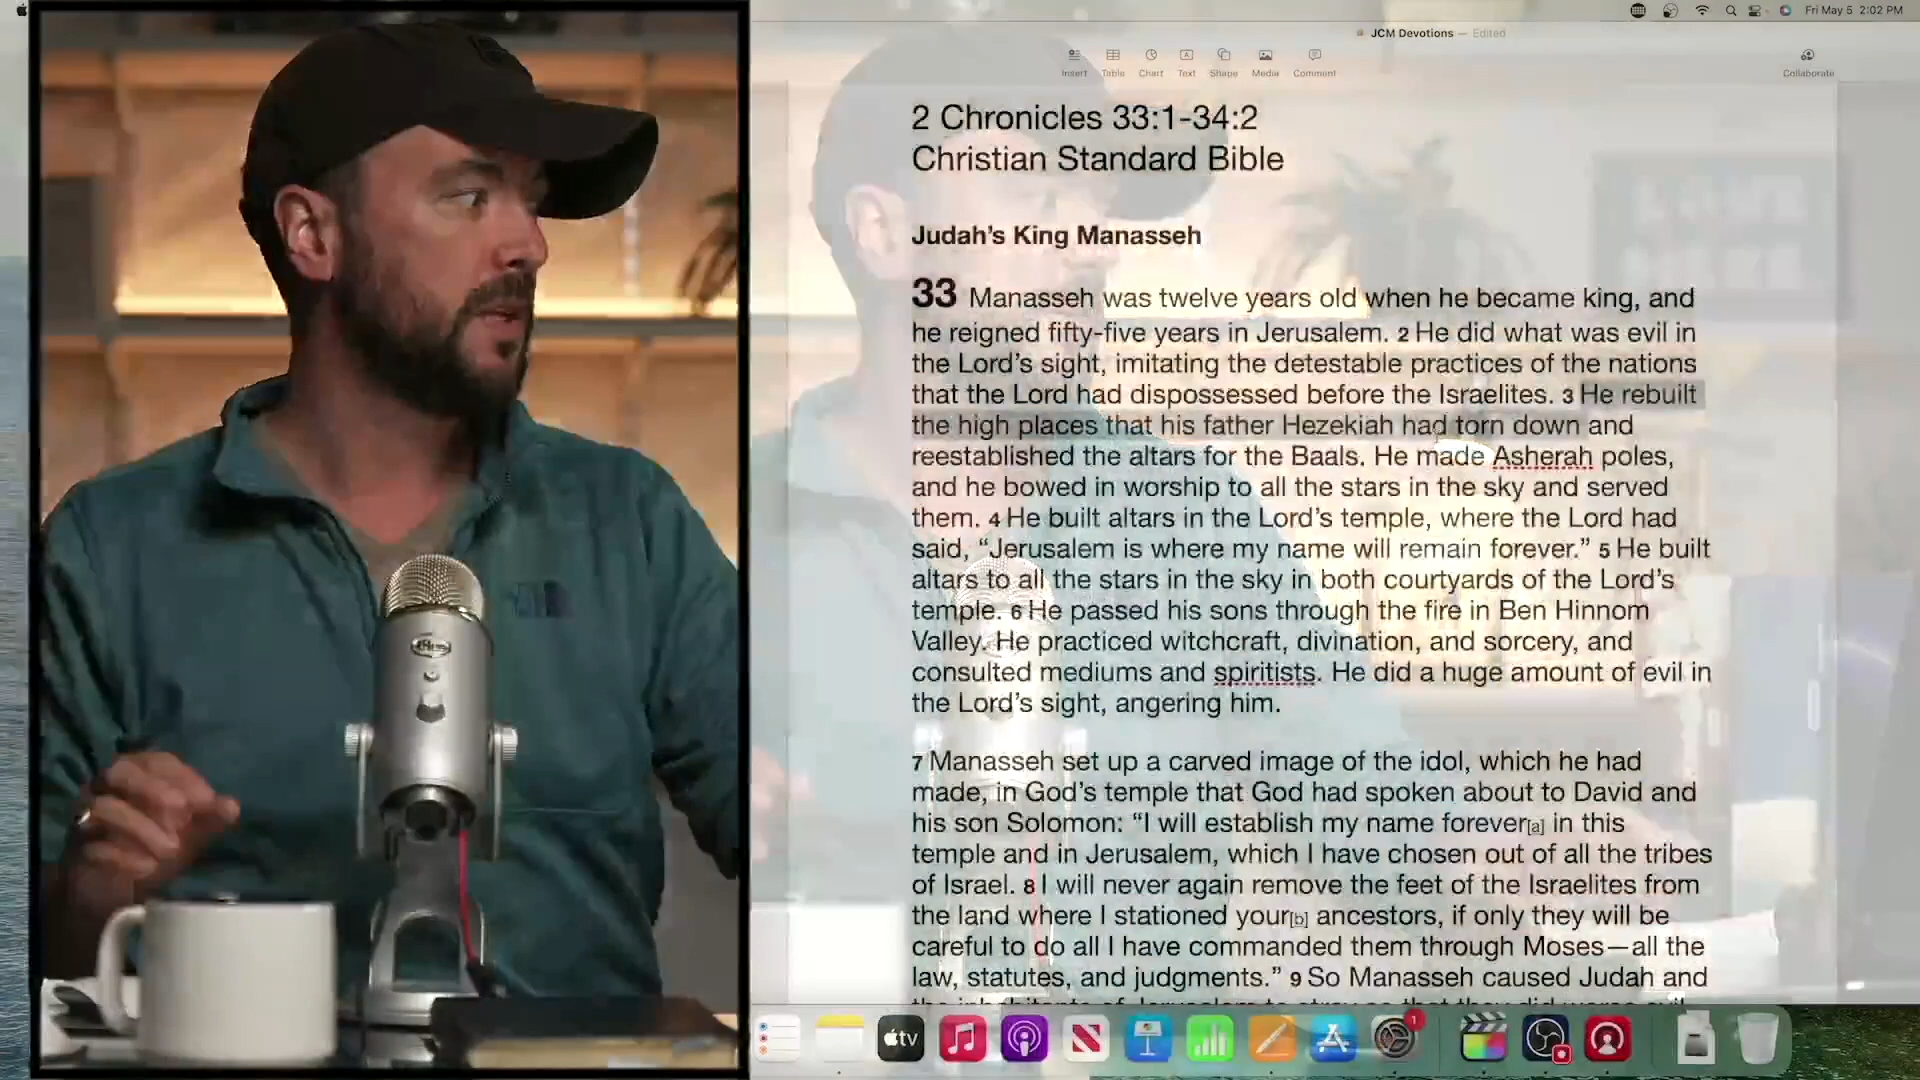 Fri May 5 2:02 PM
JCM Devotions — Edited
Insert Table Chart Text Shape Media Comment
Collaborate
2 Chronicles 33:1-34:2
Christian Standard Bible
Judah’s King Manasseh
33 Manasseh was twelve years old when he became king, and
he reigned fifty-five years in Jerusalem. 2 He did what was evil in
the Lord’s sight, imitating the detestable practices of the nations
that the Lord had dispossessed before the Israelites. 3 He rebuilt
the high places that his father Hezekiah had torn down and
reestablished the altars for the Baals. He made Asherah poles,
and he bowed in worship to all the stars in the sky and served
them. 4 He built altars in the Lord’s temple, where the Lord had
said, “Jerusalem is where my name will remain forever.” 5 He built
altars to all the stars in the sky in both courtyards of the Lord’s
temple. 6 He passed his sons through the fire in Ben Hinnom
Valley. He practiced witchcraft, divination, and sorcery, and
consulted mediums and spiritists. He did a huge amount of evil in
the Lord’s sight, angering him.
7 Manasseh set up a carved image of the idol, which he had
made, in God’s temple that God had spoken about to David and
his son Solomon: “I will establish my name forever[a] in this
temple and in Jerusalem, which I have chosen out of all the tribes
of Israel. 8 I will never again remove the feet of the Israelites from
the land where I stationed your[b] ancestors, if only they will be
careful to do all I have commanded them through Moses—all the
law, statutes, and judgments.” 9 So Manasseh caused Judah and
tv
1